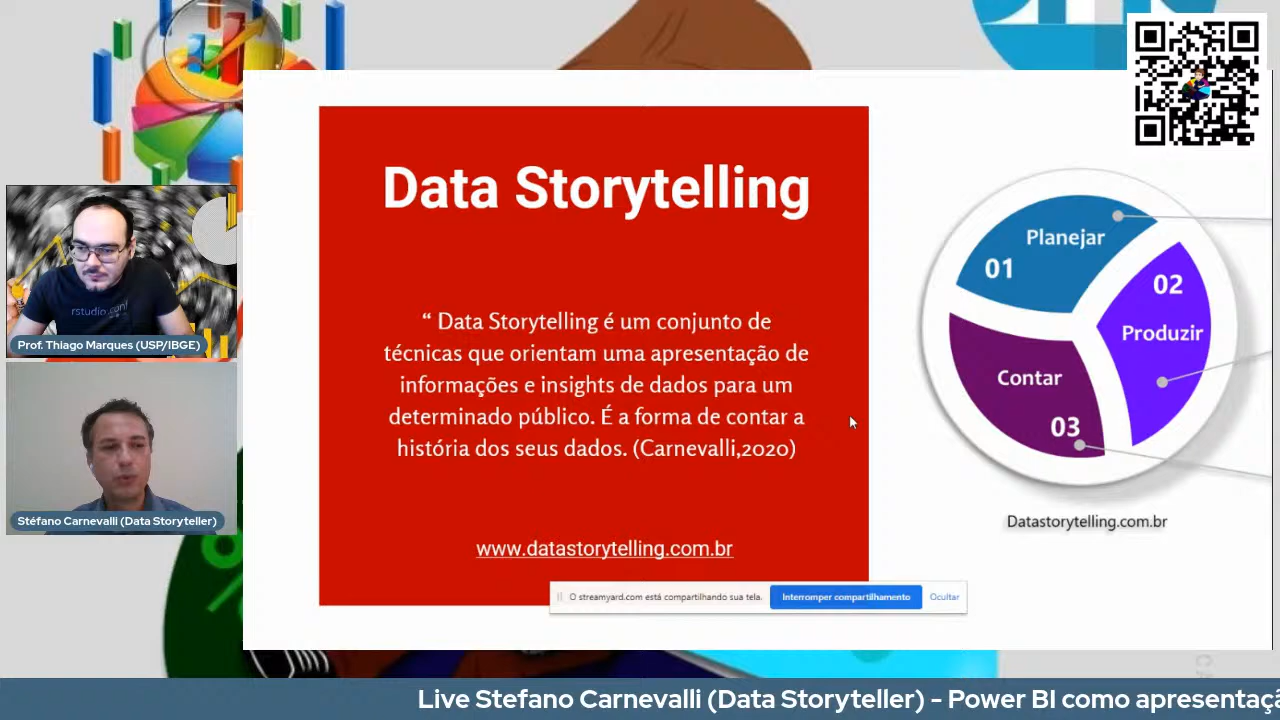 Data Storytelling
“ Data Storytelling é um conjunto de
técnicas que orientam uma apresentação de
informações e insights de dados para um
determinado público. É a forma de contar a
história dos seus dados. (Carnevalli,2020)
www.datastorytelling.com.br
Planejar
01
02
Produzir
Contar
03
Datastorytelling.com.br
rstudio.conf
Prof. Thiago Marques (USP/IBGE)
Stéfano Carnevalli (Data Storyteller)
O streamyard.com está compartilhando sua tela.
Interromper compartilhamento
Ocultar
Live Stefano Carnevalli (Data Storyteller) - Power BI como apresentaçã